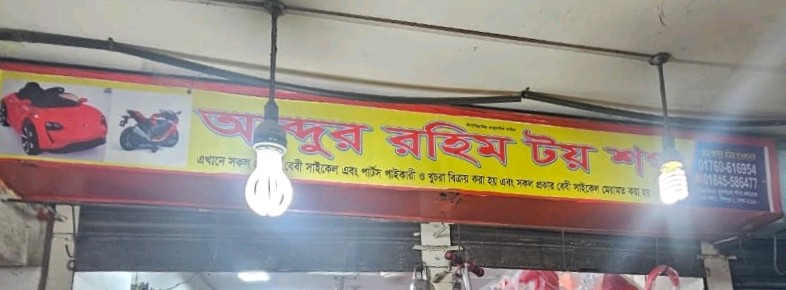 আব্দুর রহিম টয় শপ
এখানে সকল বেবী সাইকেল এবং পার্টস পাইকারী ও খুচরা বিক্রয় করা হয় এবং সকল প্রকার বেবী সাইকেল মেরামত করা হয়
01760-616954
01845-586477